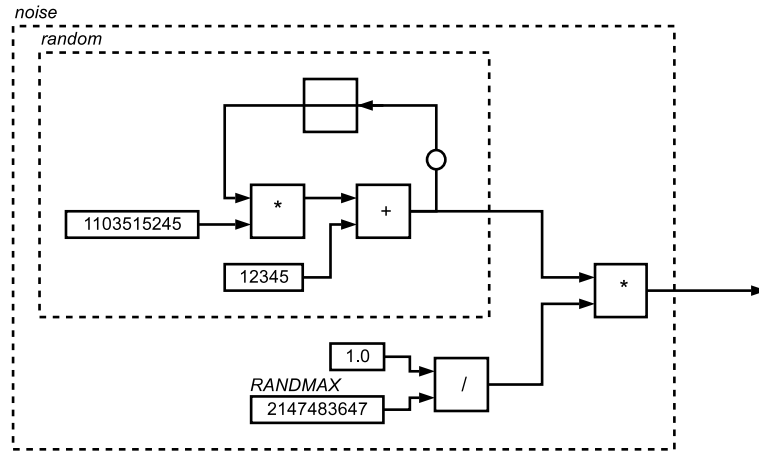 noise
random
1103515245
*
+
12345
*
1.0
/
RANDMAX
2147483647